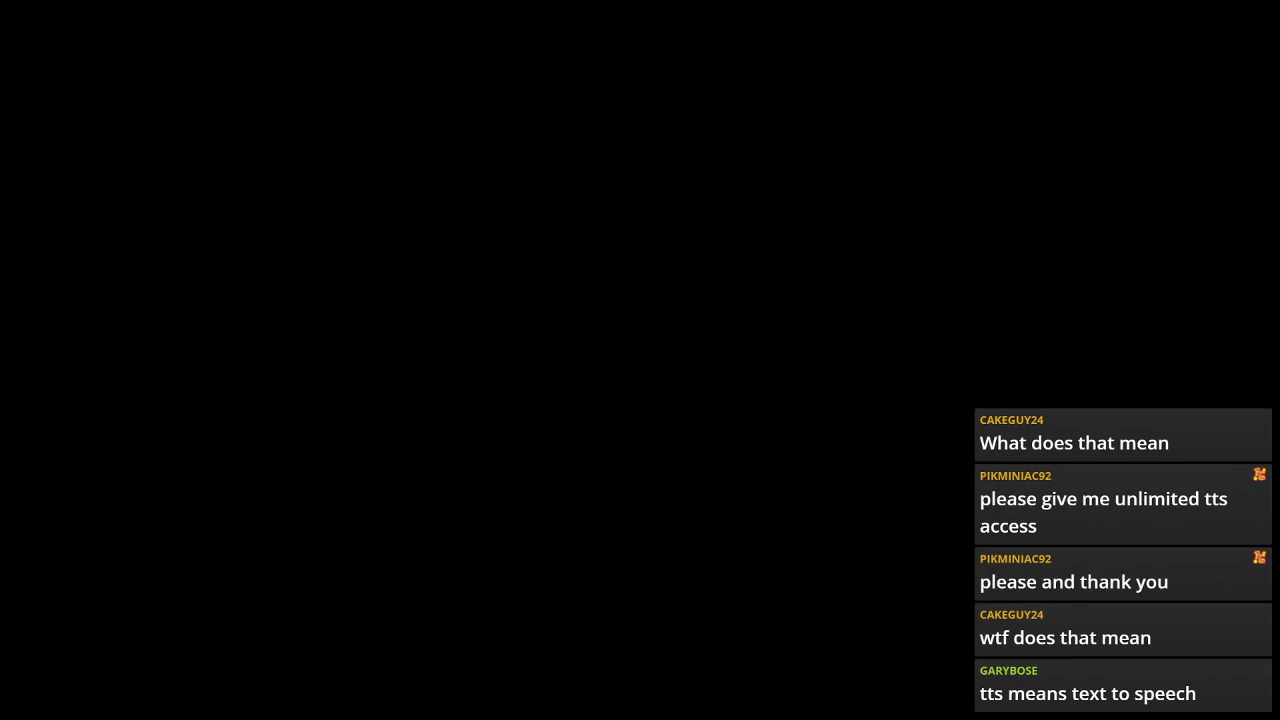 CAKEGUY24
What does that mean
PIKMINIAC92
please give me unlimited tts
access
PIKMINIAC92
please and thank you
CAKEGUY24
wtf does that mean
GARYBOSE
tts means text to speech